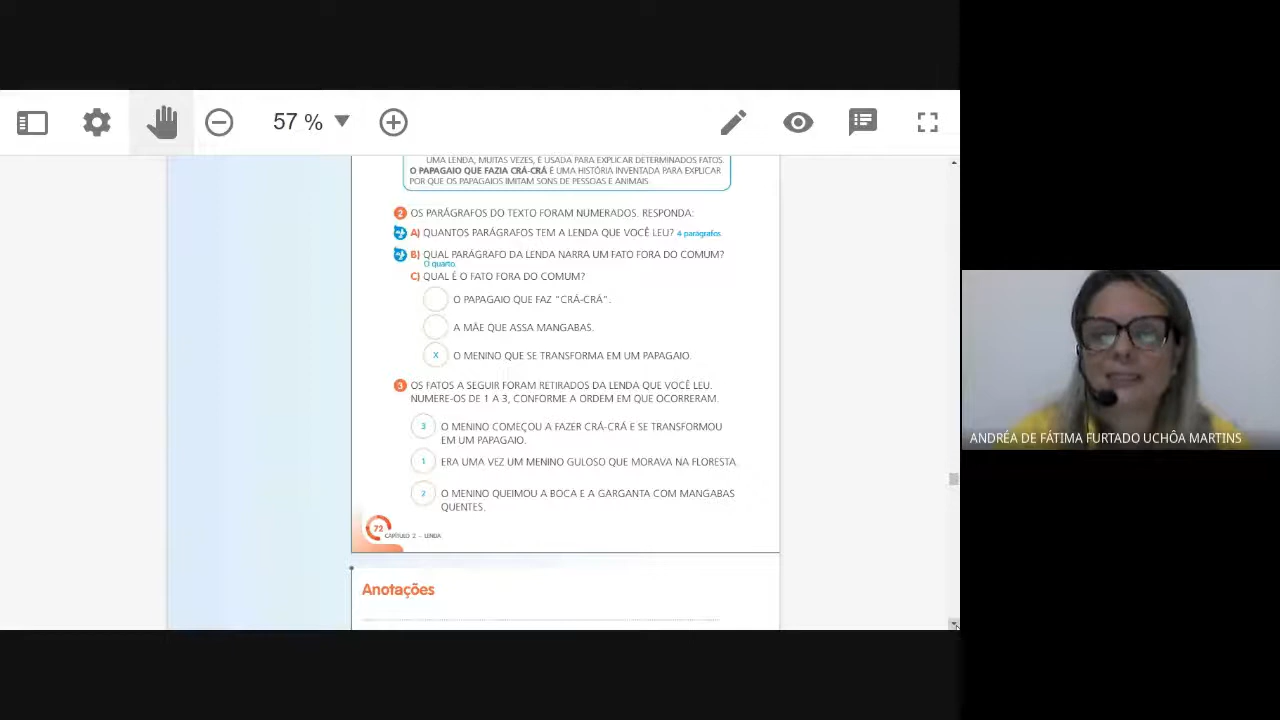 57 %
UMA LENDA, MUITAS VEZES, É USADA PARA EXPLICAR DETERMINADOS FATOS.
O PAPAGAIO QUE FAZIA CRÁ-CRÁ É UMA HISTÓRIA INVENTADA PARA EXPLICAR
POR QUE OS PAPAGAIOS IMITAM SONS DE PESSOAS E ANIMAIS.
2 OS PARÁGRAFOS DO TEXTO FORAM NUMERADOS. RESPONDA:
A) QUANTOS PARÁGRAFOS TEM A LENDA QUE VOCÊ LEU? 4 parágrafos.
B) QUAL PARÁGRAFO DA LENDA NARRA UM FATO FORA DO COMUM?
O quarto.
C) QUAL É O FATO FORA DO COMUM?
O PAPAGAIO QUE FAZ "CRÁ-CRÁ".
A MÃE QUE ASSA MANGABAS.
X O MENINO QUE SE TRANSFORMA EM UM PAPAGAIO.
3 OS FATOS A SEGUIR FORAM RETIRADOS DA LENDA QUE VOCÊ LEU.
NUMERE-OS DE 1 A 3, CONFORME A ORDEM EM QUE OCORRERAM.
3 O MENINO COMEÇOU A FAZER CRÁ-CRÁ E SE TRANSFORMOU
EM UM PAPAGAIO.
1 ERA UMA VEZ UM MENINO GULOSO QUE MORAVA NA FLORESTA.
2 O MENINO QUEIMOU A BOCA E A GARGANTA COM MANGABAS
QUENTES.
72 CAPÍTULO 2 – LENDA
Anotações
ANDRÉA DE FÁTIMA FURTADO UCHÔA MARTINS